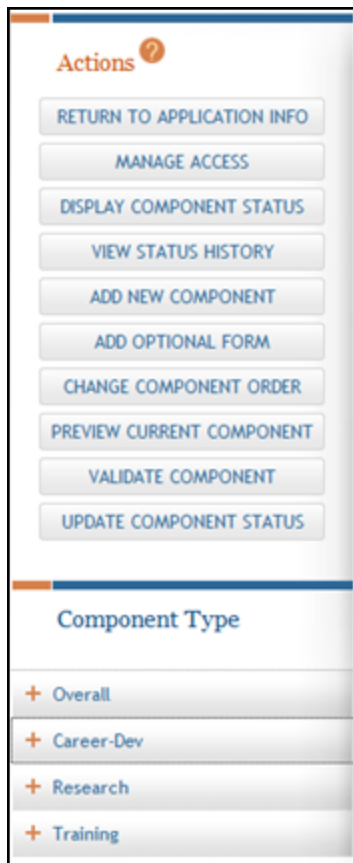 Actions ?
RETURN TO APPLICATION INFO
MANAGE ACCESS
DISPLAY COMPONENT STATUS
VIEW STATUS HISTORY
ADD NEW COMPONENT
ADD OPTIONAL FORM
CHANGE COMPONENT ORDER
PREVIEW CURRENT COMPONENT
VALIDATE COMPONENT
UPDATE COMPONENT STATUS
Component Type
+ Overall
+ Career-Dev
+ Research
+ Training